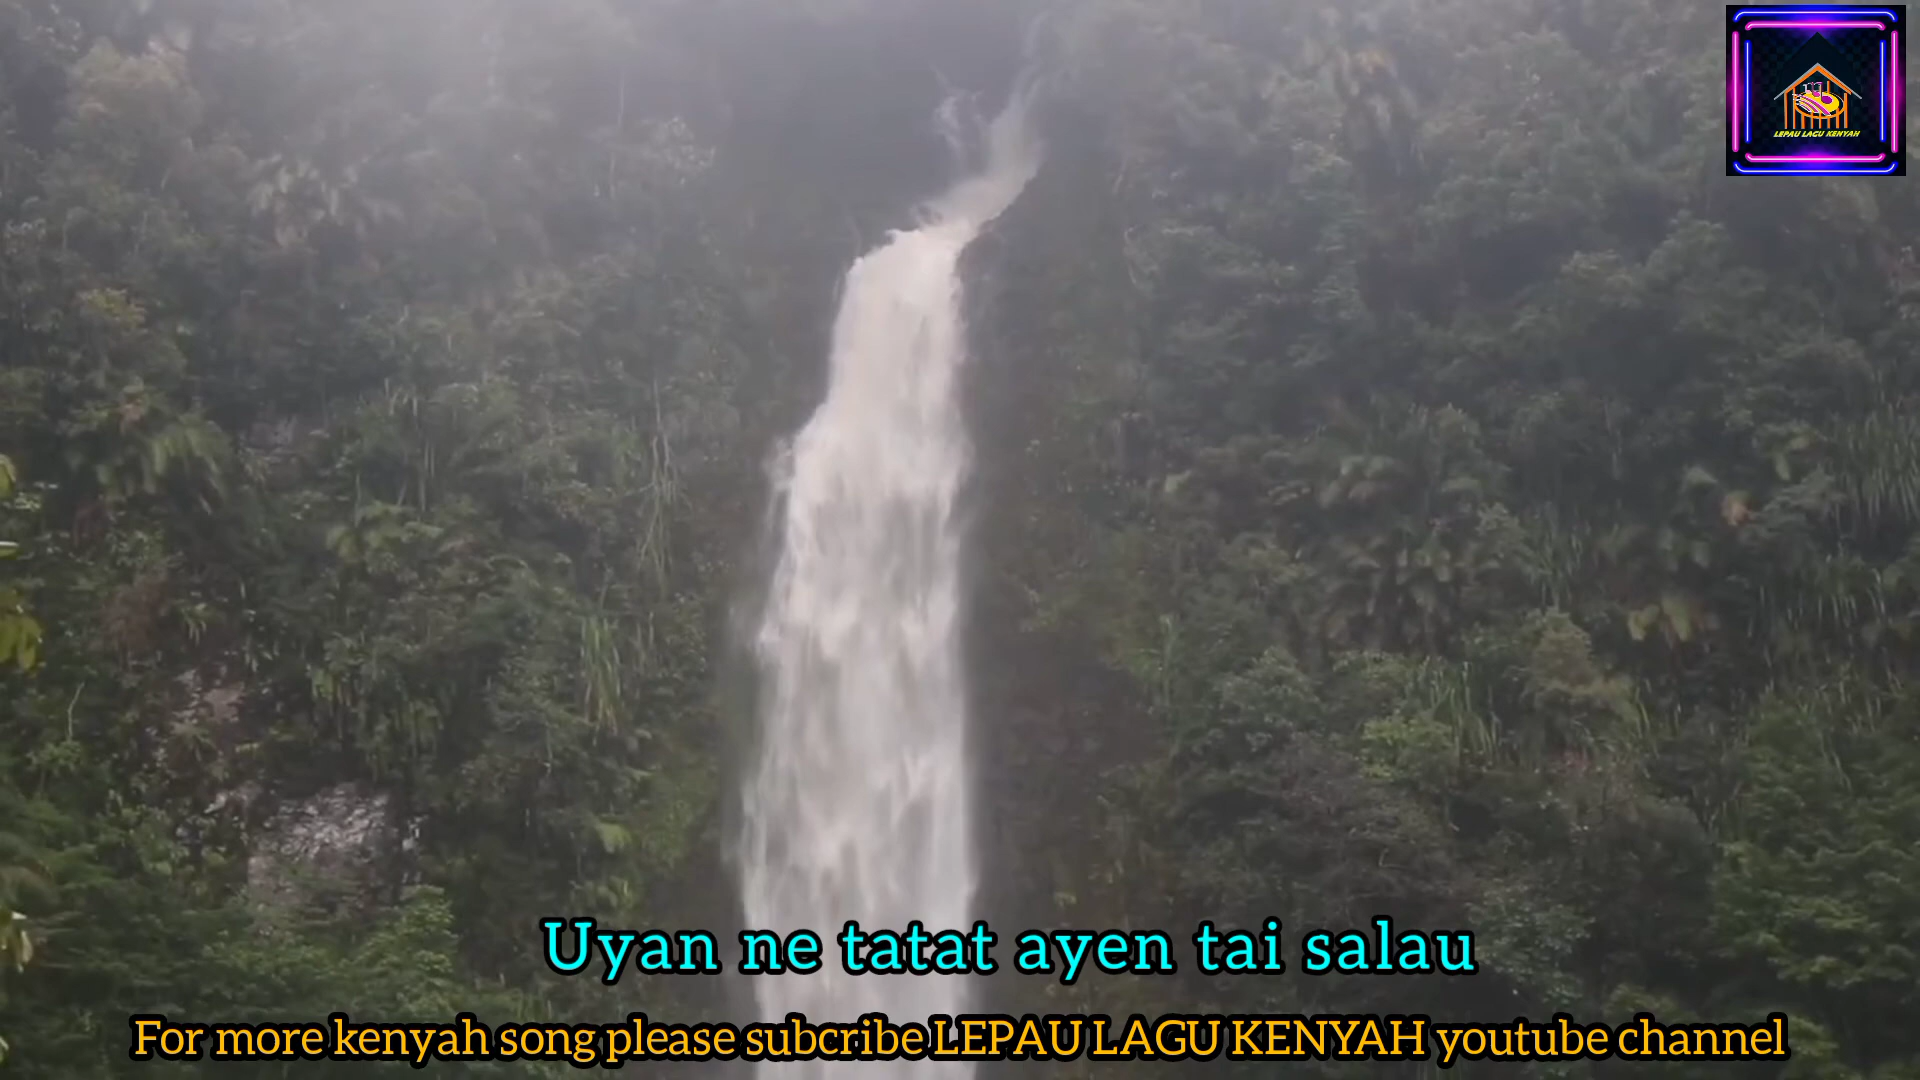 LEPAU LAGU KENYAH
Uyan ne tatat ayen tai salau
For more kenyah song please subcribe LEPAU LAGU KENYAH youtube channel